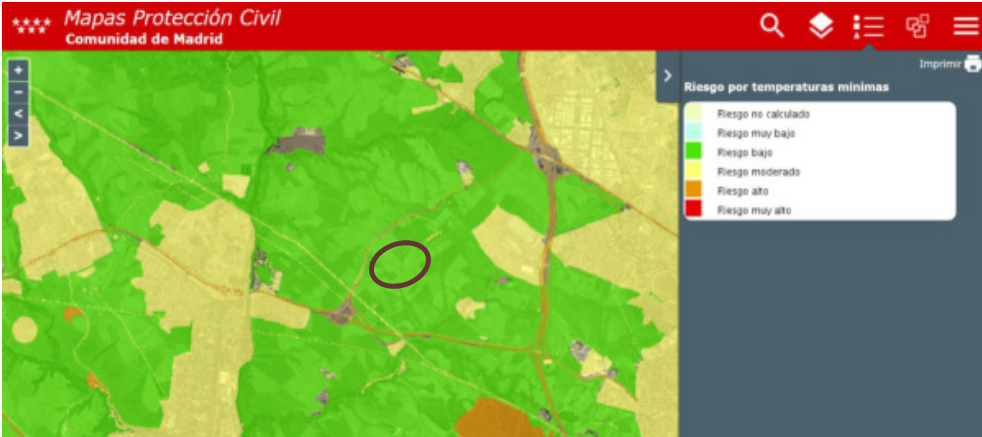 Mapas Protección Civil
Comunidad de Madrid
Imprimir
+
−
<
>
>
Riesgo por temperaturas mínimas
Riesgo no calculado
Riesgo muy bajo
Riesgo bajo
Riesgo moderado
Riesgo alto
Riesgo muy alto